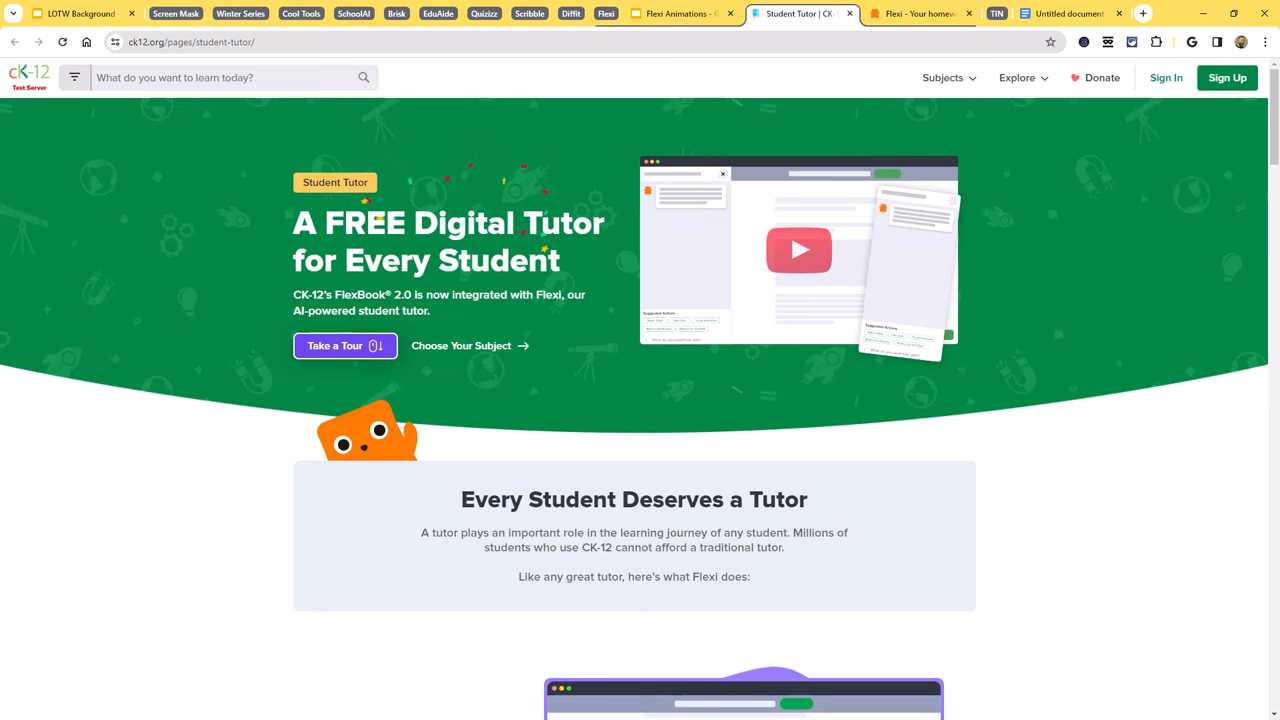 LOTW Background -
Screen Mask
Winter Series
Cool Tools
SchoolAI
Brisk
EduAide
Quizizz
Scribble
Diffit
Flexi
Flexi Animations - G
Student Tutor | CK-
Flexi - Your homew
TIN
Untitled document
ck12.org/pages/student-tutor/
cK-12
Test Server
What do you want to learn today?
Subjects
Explore
Donate
Sign In
Sign Up
Student Tutor
A FREE Digital Tutor
for Every Student
CK-12's FlexBook® 2.0 is now integrated with Flexi, our
AI-powered student tutor.
Take a Tour
Choose Your Subject →
Suggested Actions
Suggested Actions
Every Student Deserves a Tutor
A tutor plays an important role in the learning journey of any student. Millions of
students who use CK-12 cannot afford a traditional tutor.
Like any great tutor, here's what Flexi does: